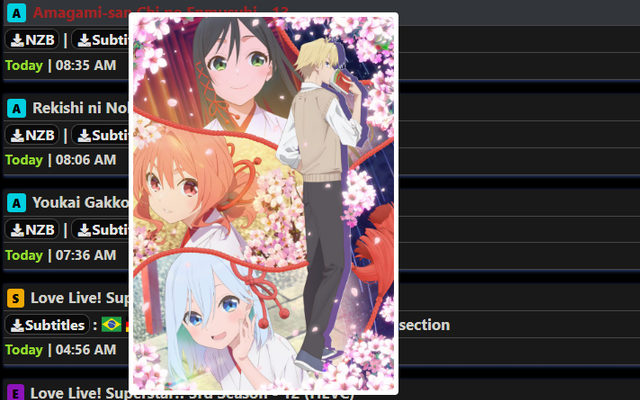 A Amagami-san Chi no Enmusubi - 13
NZB | Subti
Today | 08:35 AM
A Rekishi ni No
NZB | Subti
Today | 08:06 AM
A Youkai Gakko
NZB | Subti
Today | 07:36 AM
S Love Live! Sup
Subtitles : section
Today | 04:56 AM
E Love Live! Superstar!! 3rd Season - 12 (HEVC)